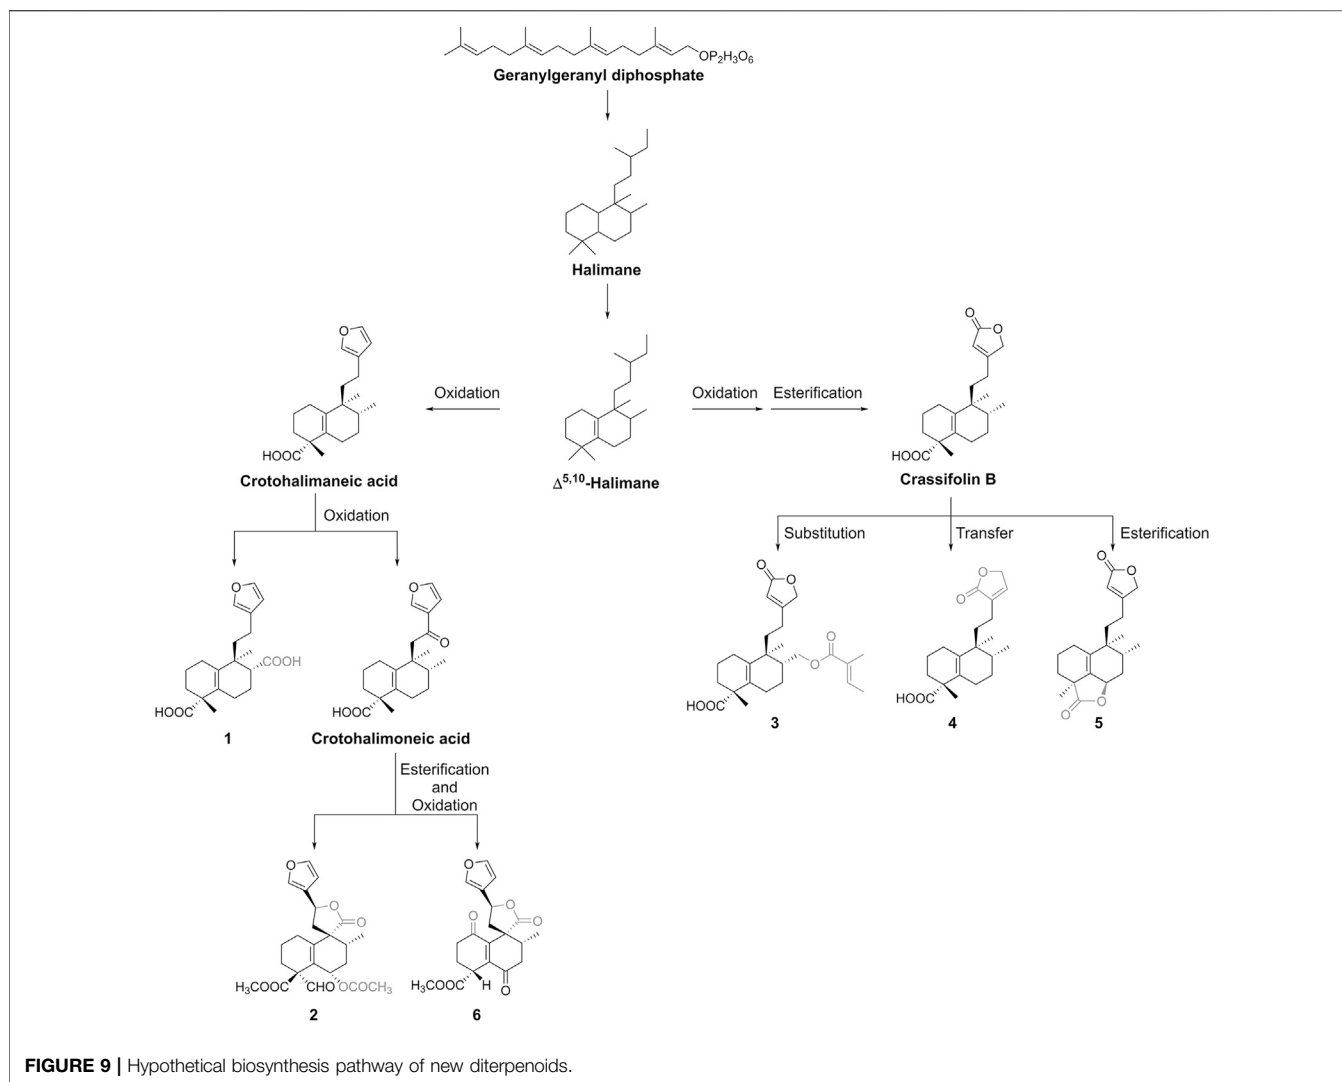 OP₂H₃O₆
Geranylgeranyl diphosphate
Halimane
O
O
O
Oxidation
Oxidation
Esterification
HOOC
HOOC
Crotohalimaneic acid
Δ⁵,¹⁰-Halimane
Crassifolin B
Oxidation
Substitution
Transfer
Esterification
O
O
O
O
O
O
O
O
O
O
O
O
O
COOH
HOOC
HOOC
HOOC
HOOC
O
O
1
Crotohalimoneic acid
3
4
5
Esterification
and
Oxidation
O
O
O
O
O
O
O
H₃COOC
CHO
OCOCH₃
H₃COOC
H
O
2
6
FIGURE 9 | Hypothetical biosynthesis pathway of new diterpenoids.